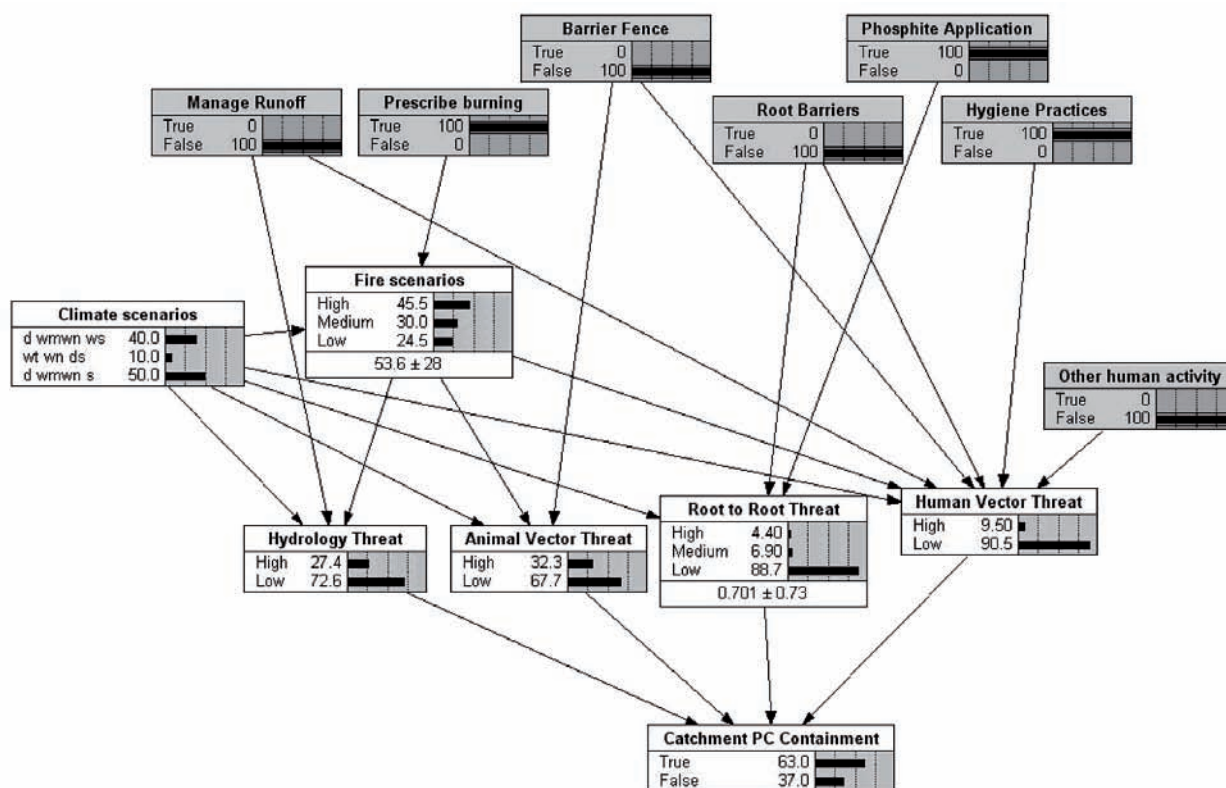 Barrier Fence
True 0
False 100
Phosphite Application
True 100
False 0
Manage Runoff
True 0
False 100
Prescribe burning
True 100
False 0
Root Barriers
True 0
False 100
Hygiene Practices
True 100
False 0
Fire scenarios
High 45.5
Medium 30.0
Low 24.5
53.6 ± 28
Climate scenarios
d wmwn ws 40.0
wt wn ds 10.0
d wmwn s 50.0
Other human activity
True 0
False 100
Hydrology Threat
High 27.4
Low 72.6
Animal Vector Threat
High 32.3
Low 67.7
Root to Root Threat
High 4.40
Medium 6.90
Low 88.7
0.701 ± 0.73
Human Vector Threat
High 9.50
Low 90.5
Catchment PC Containment
True 63.0
False 37.0